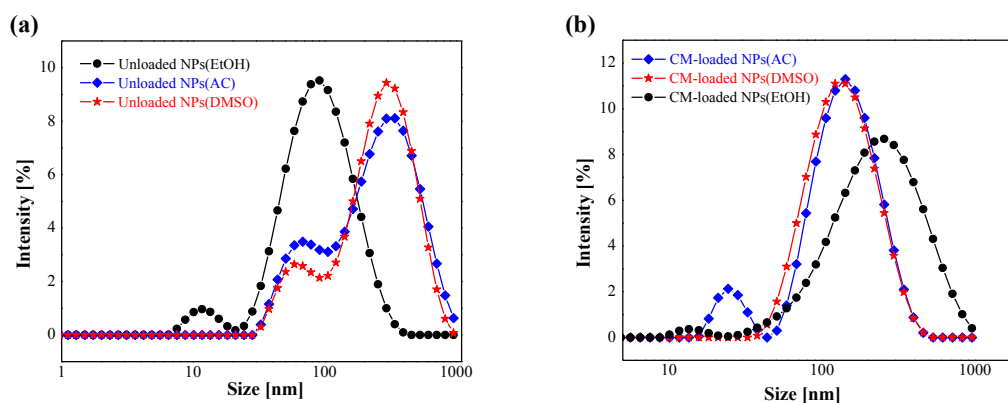 (a)
Unloaded NPs(EtOH)
Unloaded NPs(AC)
Unloaded NPs(DMSO)
Intensity [%]
10
8
6
4
2
0
1
10
100
1000
Size [nm]
(b)
CM-loaded NPs(AC)
CM-loaded NPs(DMSO)
CM-loaded NPs(EtOH)
Intensity [%]
12
10
8
6
4
2
0
10
100
1000
Size [nm]